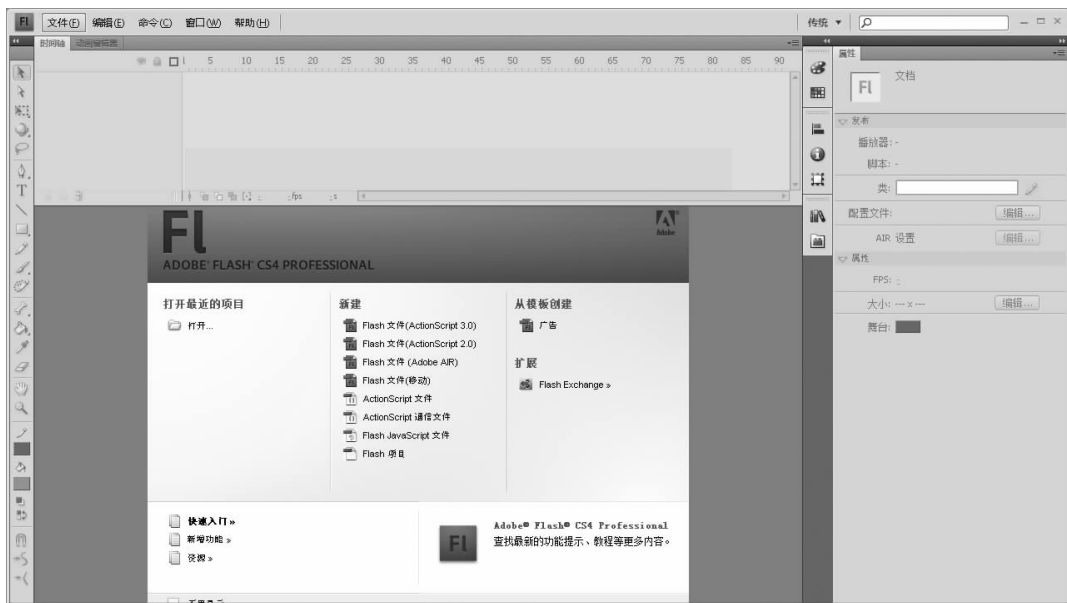 Fl 文件(F) 编辑(E) 命令(C) 窗口(W) 帮助(H) 传统
时间轴 动画编辑器
1 5 10 15 20 25 30 35 40 45 50 55 60 65 70 75 80 85 90
fps s
T
Fl
Adobe
ADOBE FLASH CS4 PROFESSIONAL
打开最近的项目
打开...
新建
Flash 文件(ActionScript 3.0)
Flash 文件(ActionScript 2.0)
Flash 文件 (Adobe AIR)
Flash 文件(移动)
ActionScript 文件
ActionScript 通信文件
Flash JavaScript 文件
Flash 项目
从模板创建
广告
扩展
Flash Exchange »
快速入门 »
新增功能 »
资源 »
Fl
Adobe® Flash® CS4 Professional
查找最新的功能提示、教程等更多内容。
属性
Fl 文档
发布
播放器: -
脚本: -
类:
配置文件: 编辑...
AIR 设置 编辑...
属性
FPS: -
大小: --- x --- 编辑...
舞台: